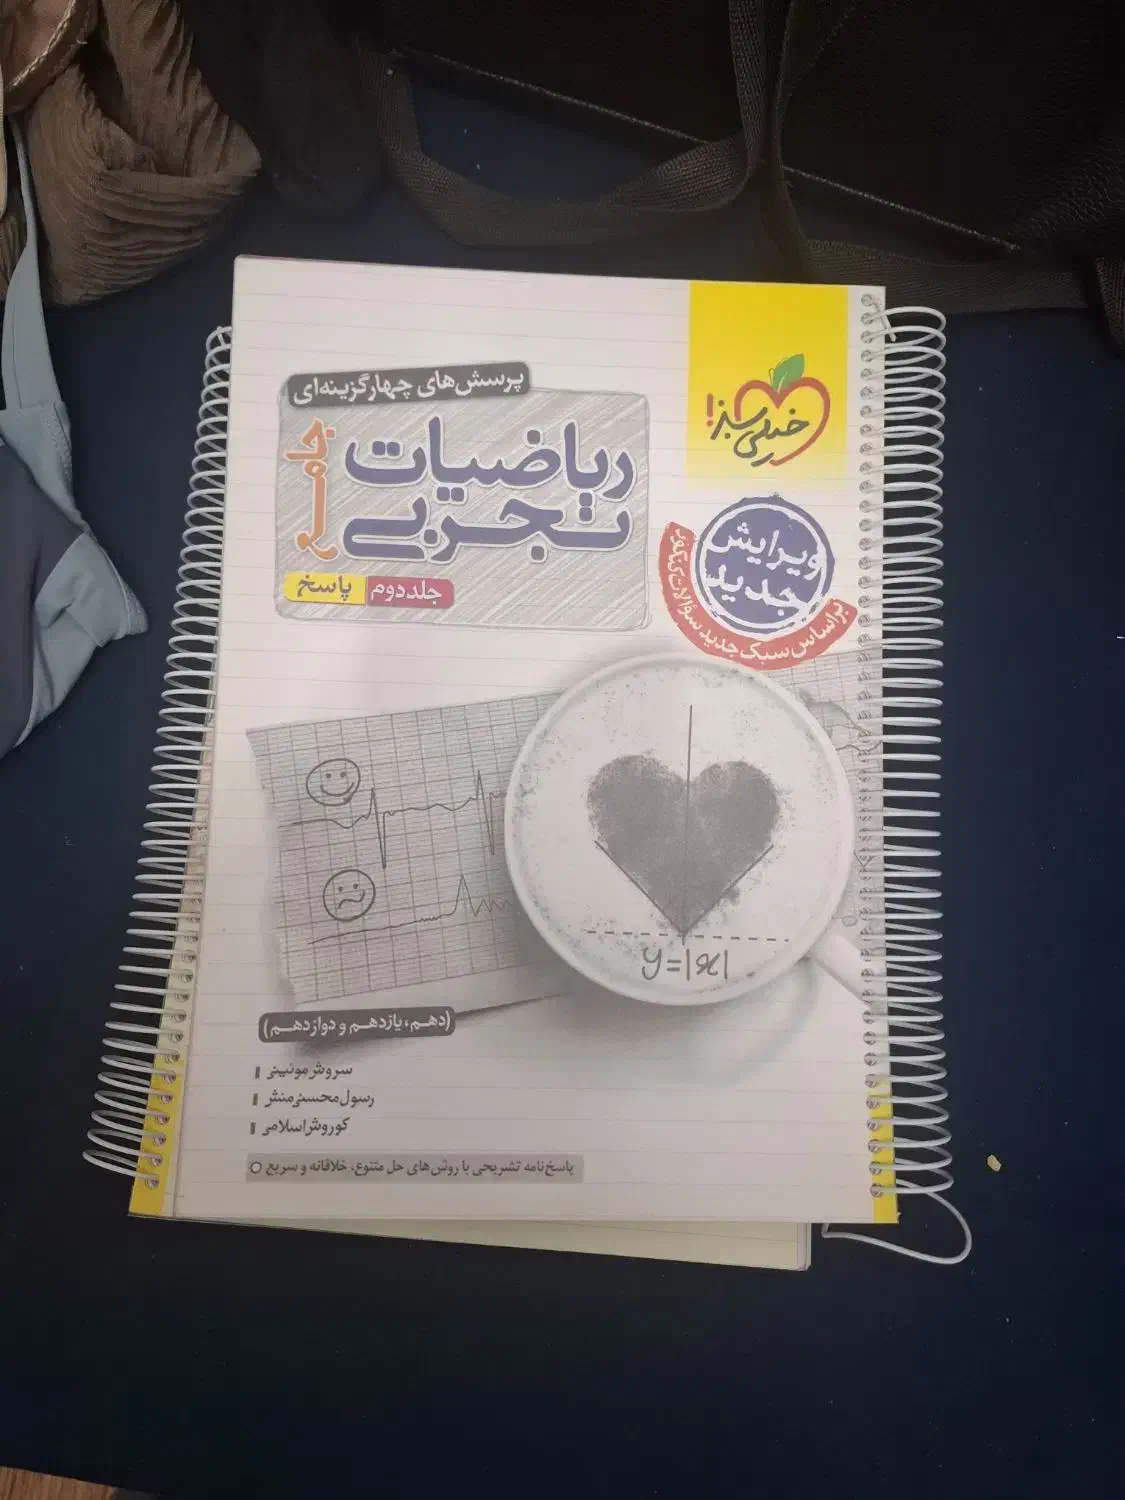 خیلی سبز!
پرسش‌های چهارگزینه‌ای
ریاضیات
تجربی
جامع
جلد دوم
پاسخ
ویرایش
جدید
براساس سبک جدید سؤالات کنکور
y=|x|
(دهم، یازدهم و دوازدهم)
سروش موئینی
رسول محسنی‌منش
کوروش اسلامی
پاسخ‌نامه تشریحی با روش‌های حل متنوع، خلاقانه و سریع